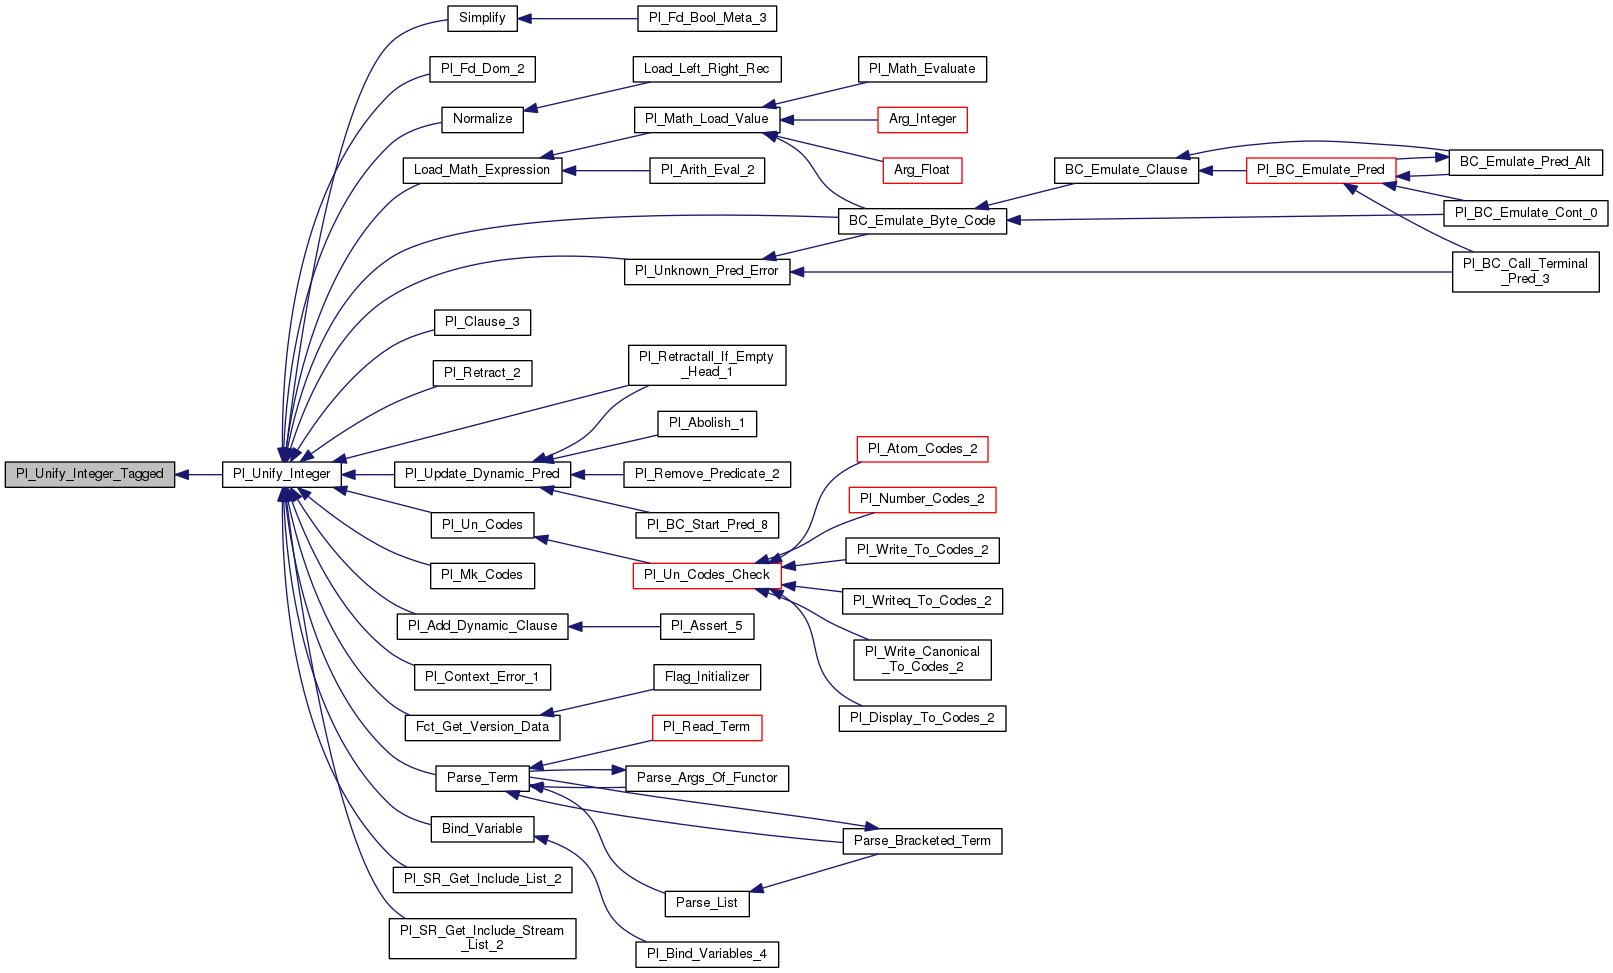 Simplify
Pl_Fd_Bool_Meta_3
Pl_Fd_Dom_2
Load_Left_Right_Rec
Pl_Math_Evaluate
Normalize
Pl_Math_Load_Value
Arg_Integer
Load_Math_Expression
Pl_Arith_Eval_2
Arg_Float
BC_Emulate_Clause
Pl_BC_Emulate_Pred
BC_Emulate_Pred_Alt
BC_Emulate_Byte_Code
Pl_BC_Emulate_Cont_0
Pl_Unknown_Pred_Error
Pl_BC_Call_Terminal
_Pred_3
Pl_Clause_3
Pl_Retract_2
Pl_Retractall_If_Empty
_Head_1
Pl_Abolish_1
Pl_Unify_Integer_Tagged
Pl_Unify_Integer
Pl_Update_Dynamic_Pred
Pl_Remove_Predicate_2
Pl_Atom_Codes_2
Pl_Number_Codes_2
Pl_Un_Codes
Pl_BC_Start_Pred_8
Pl_Write_To_Codes_2
Pl_Mk_Codes
Pl_Un_Codes_Check
Pl_Writeq_To_Codes_2
Pl_Add_Dynamic_Clause
Pl_Assert_5
Pl_Write_Canonical
_To_Codes_2
Pl_Context_Error_1
Flag_Initializer
Pl_Display_To_Codes_2
Fct_Get_Version_Data
Pl_Read_Term
Parse_Term
Parse_Args_Of_Functor
Bind_Variable
Parse_Bracketed_Term
Pl_SR_Get_Include_List_2
Parse_List
Pl_SR_Get_Include_Stream
_List_2
Pl_Bind_Variables_4